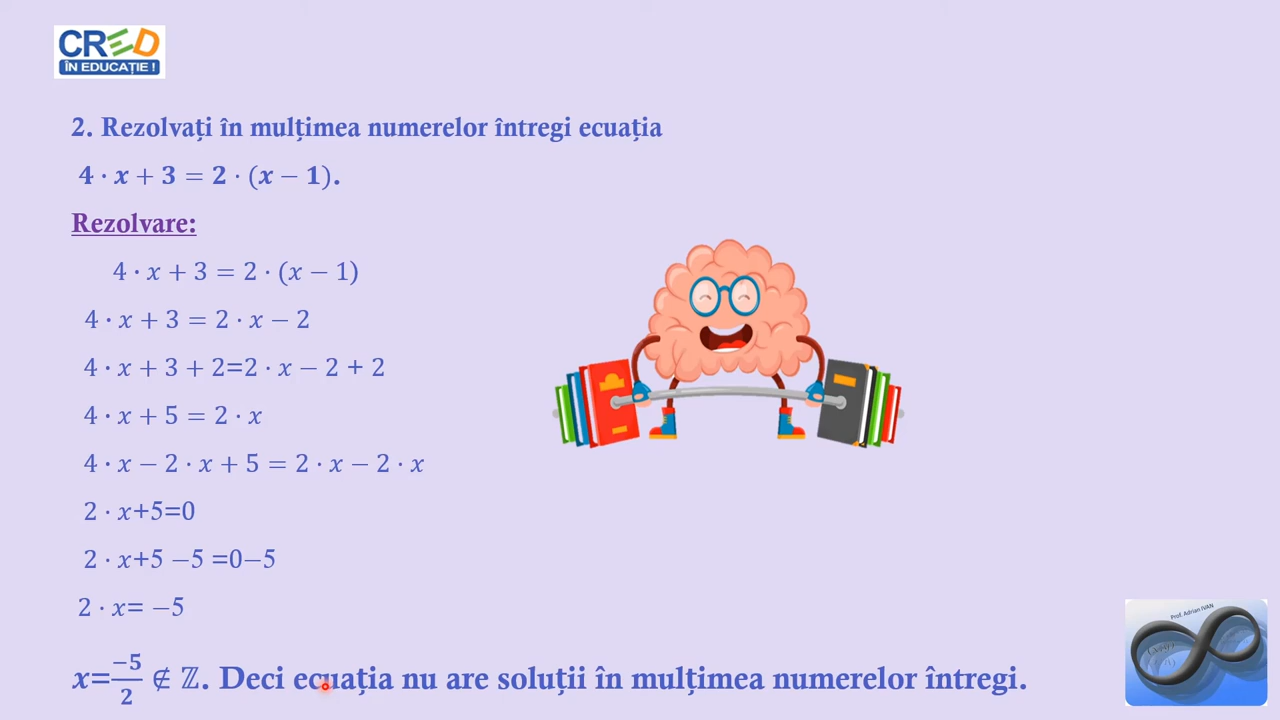 CRED
ÎN EDUCAȚIE !
2. Rezolvați în mulțimea numerelor întregi ecuația
4 · x + 3 = 2 · (x − 1).
Rezolvare:
4 · x + 3 = 2 · (x − 1)
4 · x + 3 = 2 · x − 2
4 · x + 3 + 2=2 · x − 2 + 2
4 · x + 5 = 2 · x
4 · x − 2 · x + 5 = 2 · x − 2 · x
2 · x+5=0
2 · x+5 −5 =0−5
2 · x= −5
x=−5/2 ∉ ℤ. Deci ecuația nu are soluții în mulțimea numerelor întregi.
Prof. Adrian IVAN